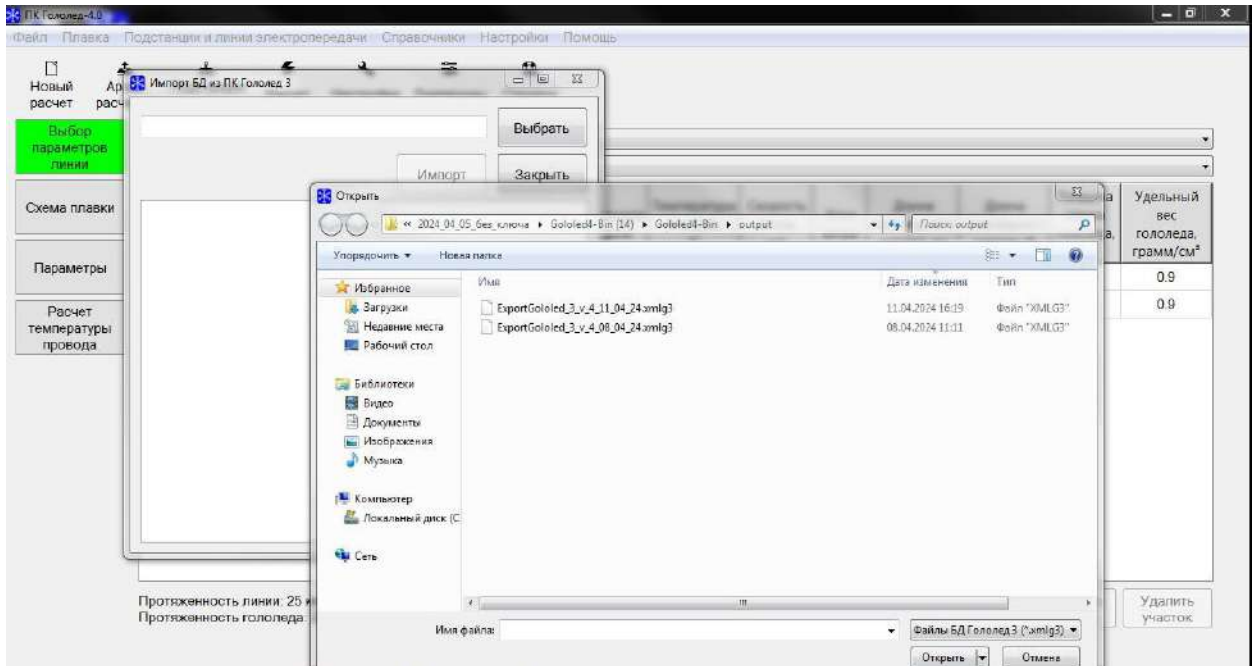 ПК Гололед-4.0
Файл Плавка Подстанции и линии электропередачи Справочники Настройки Помощь
Новый
расчет
Выбор
параметров
линии
Схема плавки
Параметры
Расчет
температуры
провода
Импорт БД из ПК Гололед 3
Выбрать
Импорт Закрыть
Удельный
вес
гололеда,
грамм/см³
0.9
0.9
Открыть
« 2024_04_05_без_ключа Gololed4-Bin (14) Gololed4-Bin output
Поиск: output
Упорядочить Новая папка
Избранное
Загрузки
Недавние места
Рабочий стол
Библиотеки
Видео
Документы
Изображения
Музыка
Компьютер
Локальный диск (C
Сеть
Имя Дата изменения Тип
ExportGololed_3_v_4_11_04_24.xmlg3 11.04.2024 16:19 Файл "XMLG3"
ExportGololed_3_v_4_08_04_24.xmlg3 08.04.2024 11:11 Файл "XMLG3"
Имя файла: Файлы БД Гололед 3 (*.xmlg3)
Открыть Отмена
Протяженность линии: 25
Протяженность гололеда:
Удалить
участок